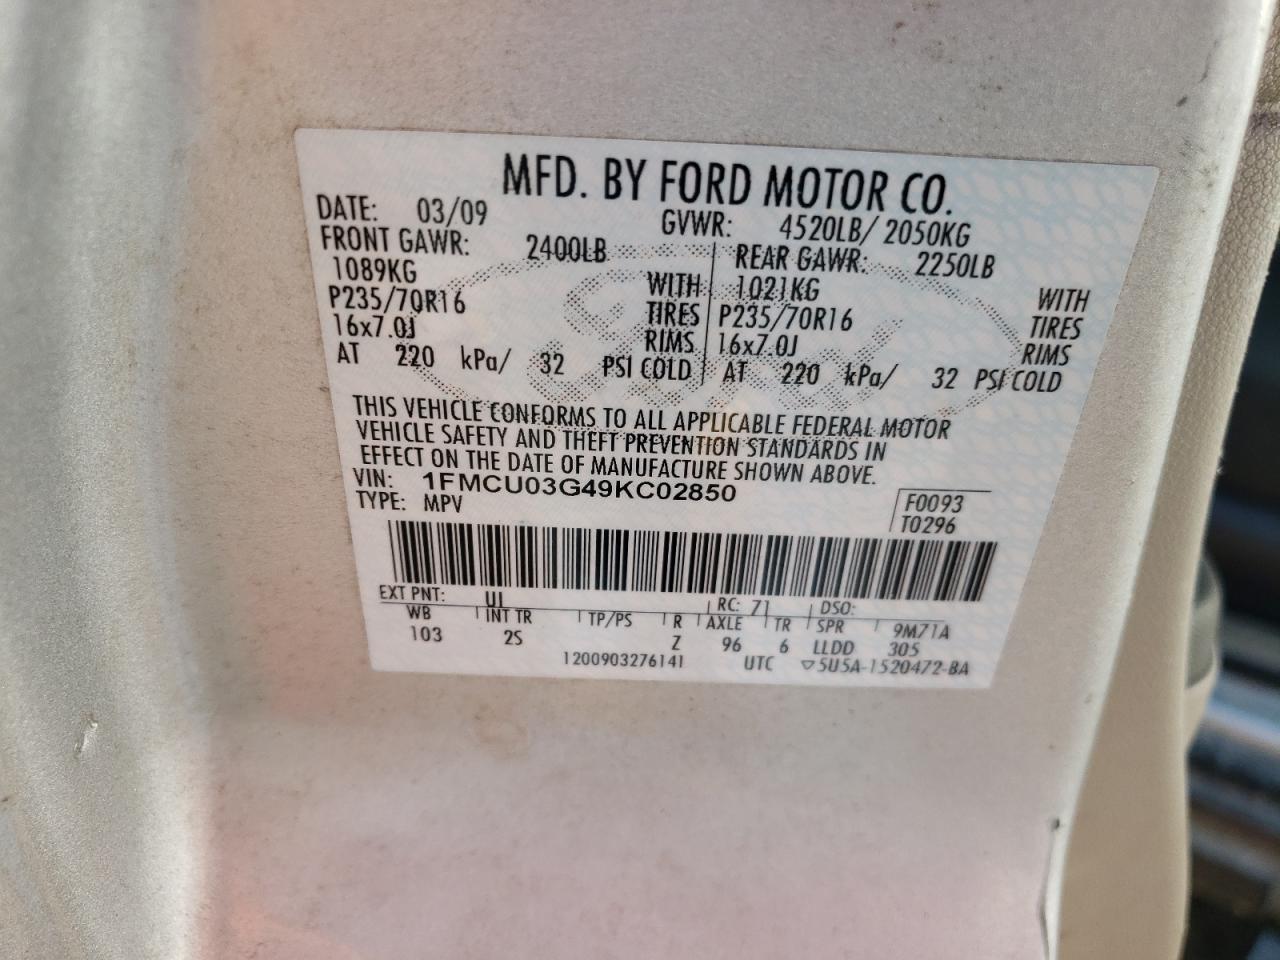 MFD. BY FORD MOTOR CO.
DATE: 03/09 GVWR: 4520LB/ 2050KG
FRONT GAWR: 2400LB REAR GAWR: 2250LB
1089KG WITH 1021KG WITH
P235/70R16 TIRES P235/70R16 TIRES
16x7.0J RIMS 16x7.0J RIMS
AT 220 kPa/ 32 PSI COLD AT 220 kPa/ 32 PSI COLD
THIS VEHICLE CONFORMS TO ALL APPLICABLE FEDERAL MOTOR
VEHICLE SAFETY AND THEFT PREVENTION STANDARDS IN
EFFECT ON THE DATE OF MANUFACTURE SHOWN ABOVE.
VIN: 1FMCU03G49KC02850
TYPE: MPV
F0093
T0296
EXT PNT: UI RC: 71 DSO:
WB INT TR TP/PS R AXLE TR SPR 9M71A
103 2S Z 96 6 LLDD 305
1200903276141 UTC ▽5U5A-1520472-BA